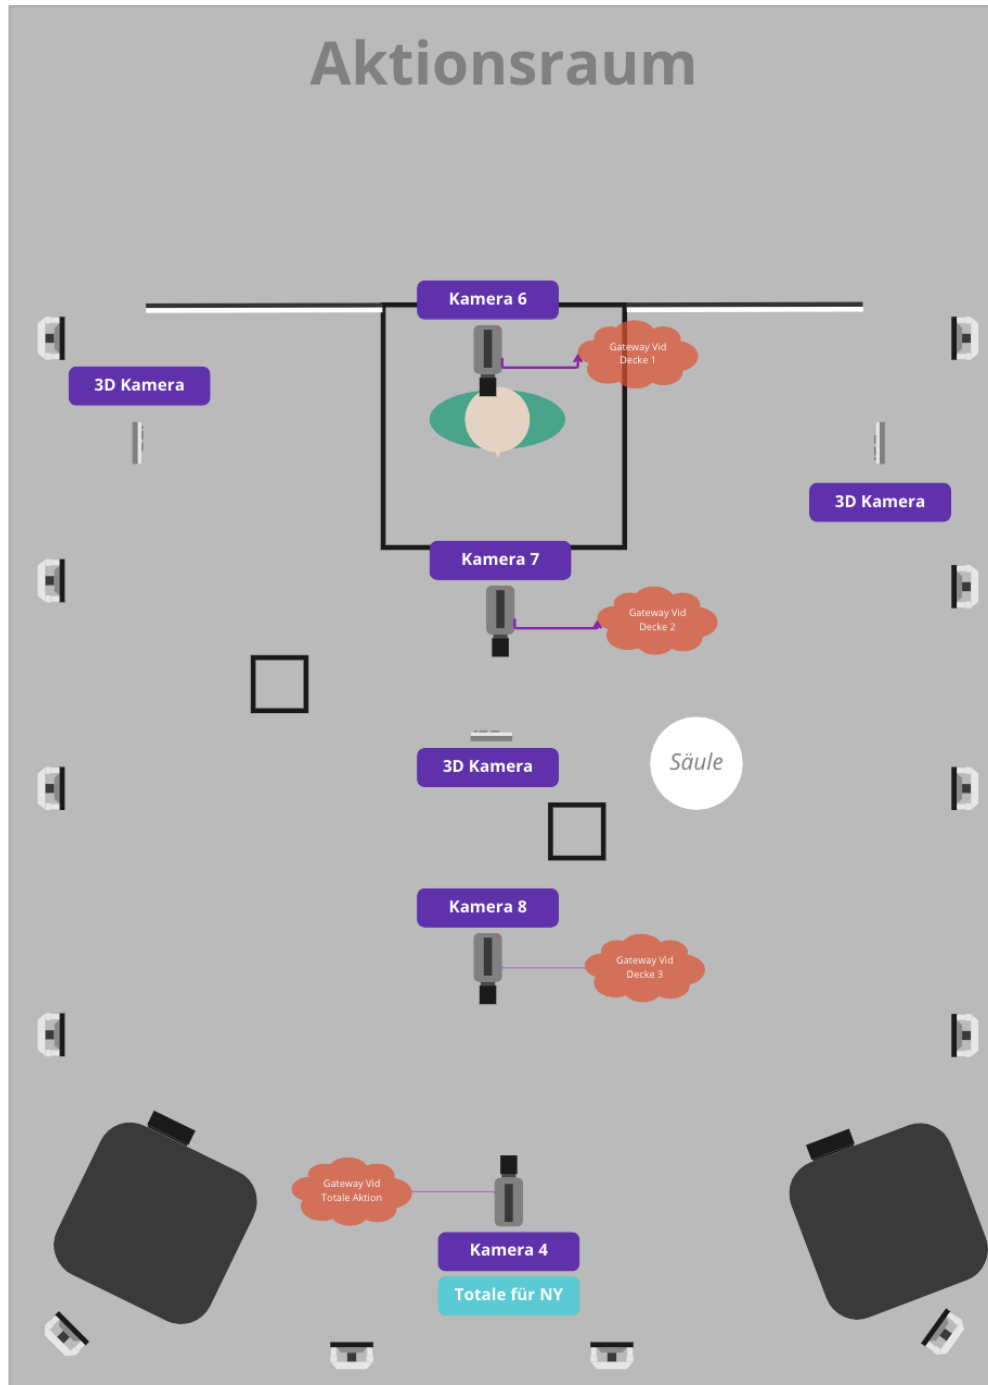 Aktionsraum
Kamera 6
Gateway Vid
Decke 1
3D Kamera
3D Kamera
Kamera 7
Gateway Vid
Decke 2
Säule
3D Kamera
Kamera 8
Gateway Vid
Decke 3
Gateway Vid
Totale Aktion
Kamera 4
Totale für NY